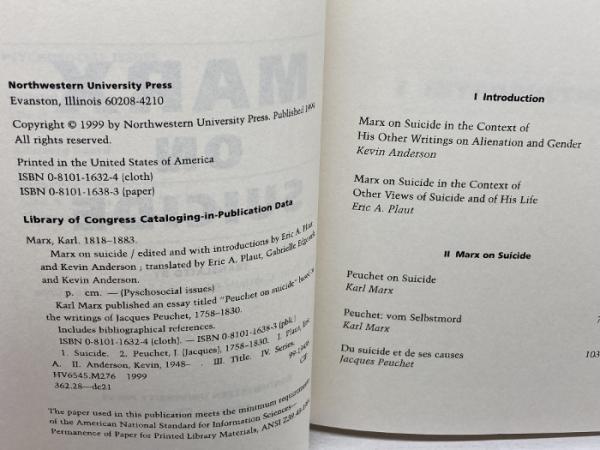 Northwestern University Press
Evanston, Illinois 60208-4210
Copyright © 1999 by Northwestern University Press. Published 1999.
All rights reserved.
Printed in the United States of America
ISBN 0-8101-1632-4 (cloth)
ISBN 0-8101-1638-3 (paper)
Library of Congress Cataloging-in-Publication Data
Marx, Karl. 1818–1883.
Marx on suicide / edited and with introductions by Eric A. Plaut
and Kevin Anderson ; translated by Eric A. Plaut, Gabrielle Edgcomb
and Kevin Anderson.
p. cm. — (Pyschosocial issues)
Karl Marx published an essay titled "Peuchet on suicide" based
the writings of Jacques Peuchet, 1758–1830.
Includes bibliographical references.
ISBN 0-8101-1632-4 (cloth). — ISBN 0-8101-1638-3 (pbk.)
1. Suicide. 2. Peuchet, J. (Jacques), 1758–1830. I. Plaut, Eric
A. II. Anderson, Kevin, 1948– . III. Title. IV. Series.
HV6545.M276 1999
362.28—dc21
CIP
The paper used in this publication meets the minimum requirements
of the American National Standard for Information Sciences—
Permanence of Paper for Printed Library Materials, ANSI
I Introduction
Marx on Suicide in the Context of
His Other Writings on Alienation and Gender
Kevin Anderson
Marx on Suicide in the Context of
Other Views of Suicide and of His Life
Eric A. Plaut
II Marx on Suicide
Peuchet on Suicide
Karl Marx
Peuchet: vom Selbstmord
Karl Marx
Du suicide et de ses causes 103
Jacques Peuchet